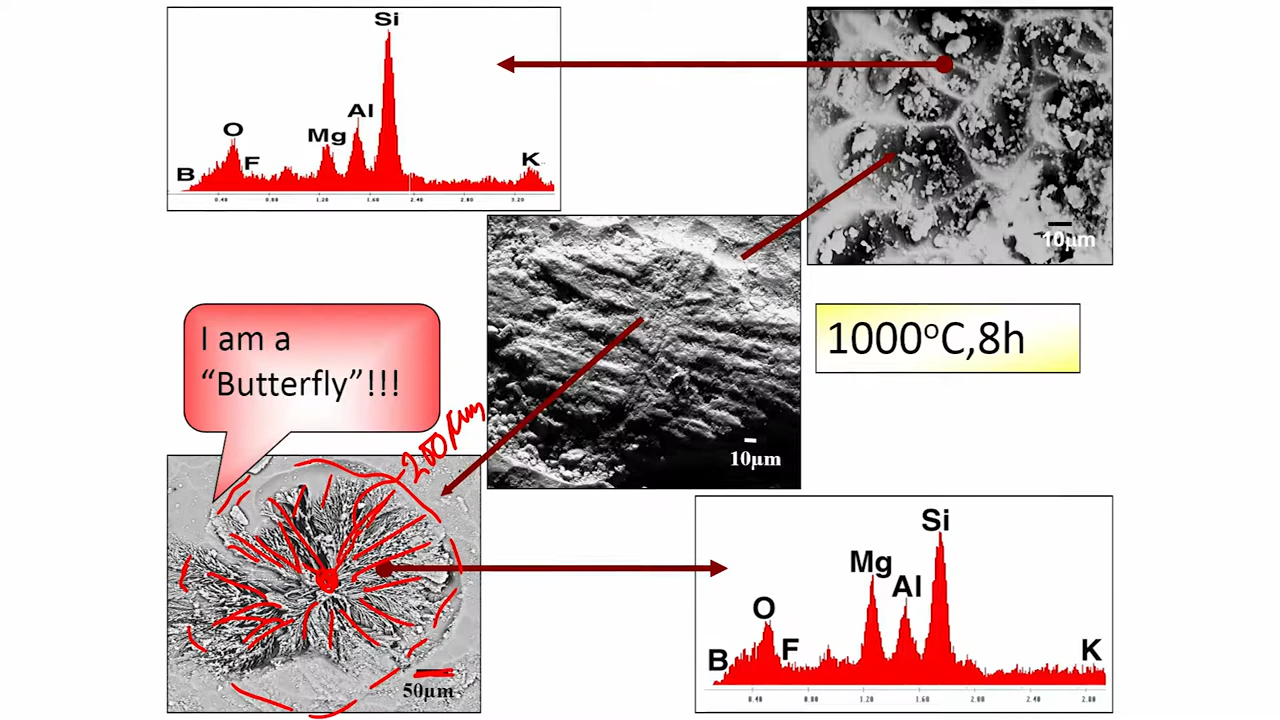 Si
Al
Mg
O
F
K
B
0.40 0.80 1.20 1.60 2.40 2.80 3.20
10μm
1000°C,8h
I am a
“Butterfly”!!!
200 μm
10μm
50μm
Si
Mg
Al
O
F
K
B
0.40 0.80 1.20 1.60 2.00 2.40 2.80